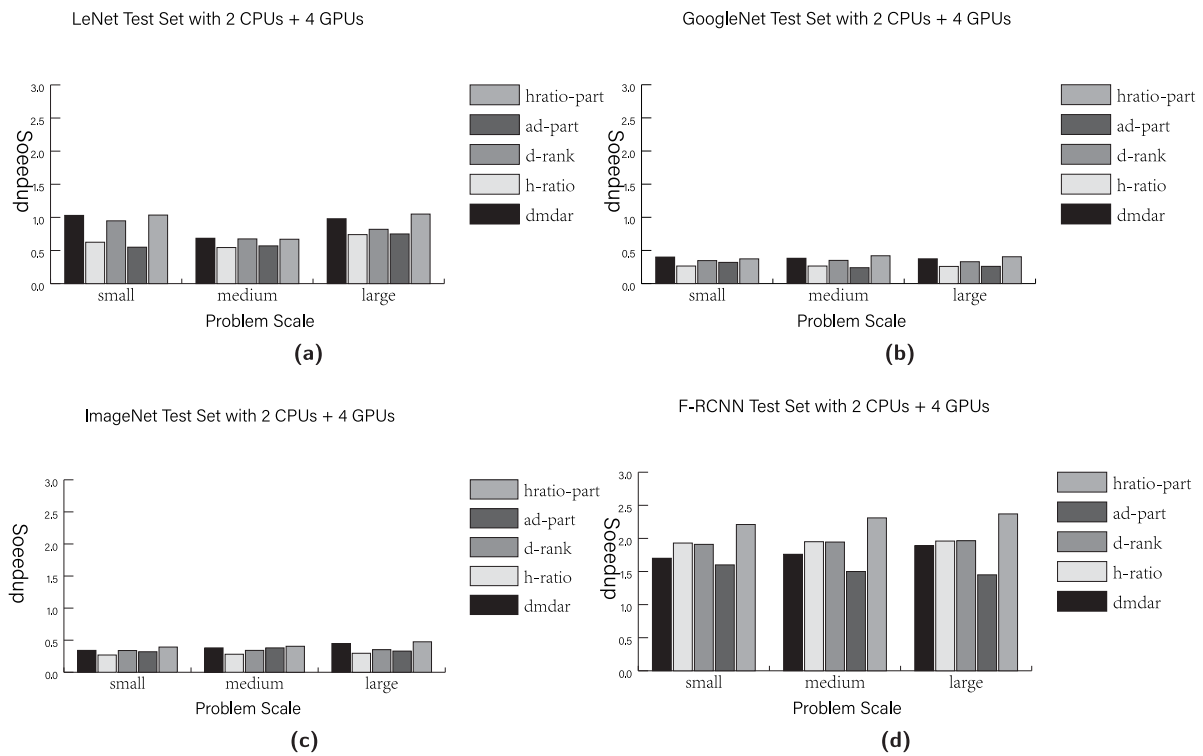 LeNet Test Set with 2 CPUs + 4 GPUs
Soeedup
3.0
2.5
2.0
1.5
1.0
0.5
0.0
small medium large
Problem Scale
hratio-part
ad-part
d-rank
h-ratio
dmdar
(a)
GoogleNet Test Set with 2 CPUs + 4 GPUs
Soeedup
3.0
2.5
2.0
1.5
1.0
0.5
0.0
small medium large
Problem Scale
hratio-part
ad-part
d-rank
h-ratio
dmdar
(b)
ImageNet Test Set with 2 CPUs + 4 GPUs
Soeedup
3.0
2.5
2.0
1.5
1.0
0.5
0.0
small medium large
Problem Scale
hratio-part
ad-part
d-rank
h-ratio
dmdar
(c)
F-RCNN Test Set with 2 CPUs + 4 GPUs
Soeedup
3.0
2.5
2.0
1.5
1.0
0.5
0.0
small medium large
Problem Scale
hratio-part
ad-part
d-rank
h-ratio
dmdar
(d)